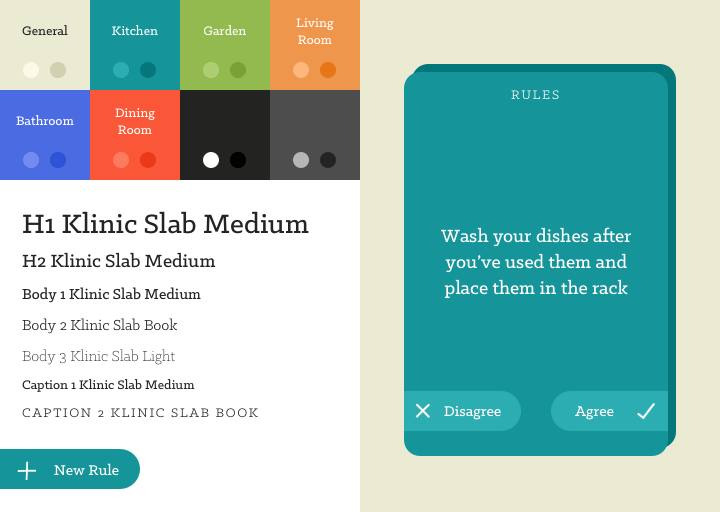 General
Kitchen
Garden
Living
Room
Bathroom
Dining
Room
H1 Klinic Slab Medium
H2 Klinic Slab Medium
Body 1 Klinic Slab Medium
Body 2 Klinic Slab Book
Body 3 Klinic Slab Light
Caption 1 Klinic Slab Medium
CAPTION 2 KLINIC SLAB BOOK
New Rule
RULES
Wash your dishes after
you’ve used them and
place them in the rack
Disagree
Agree